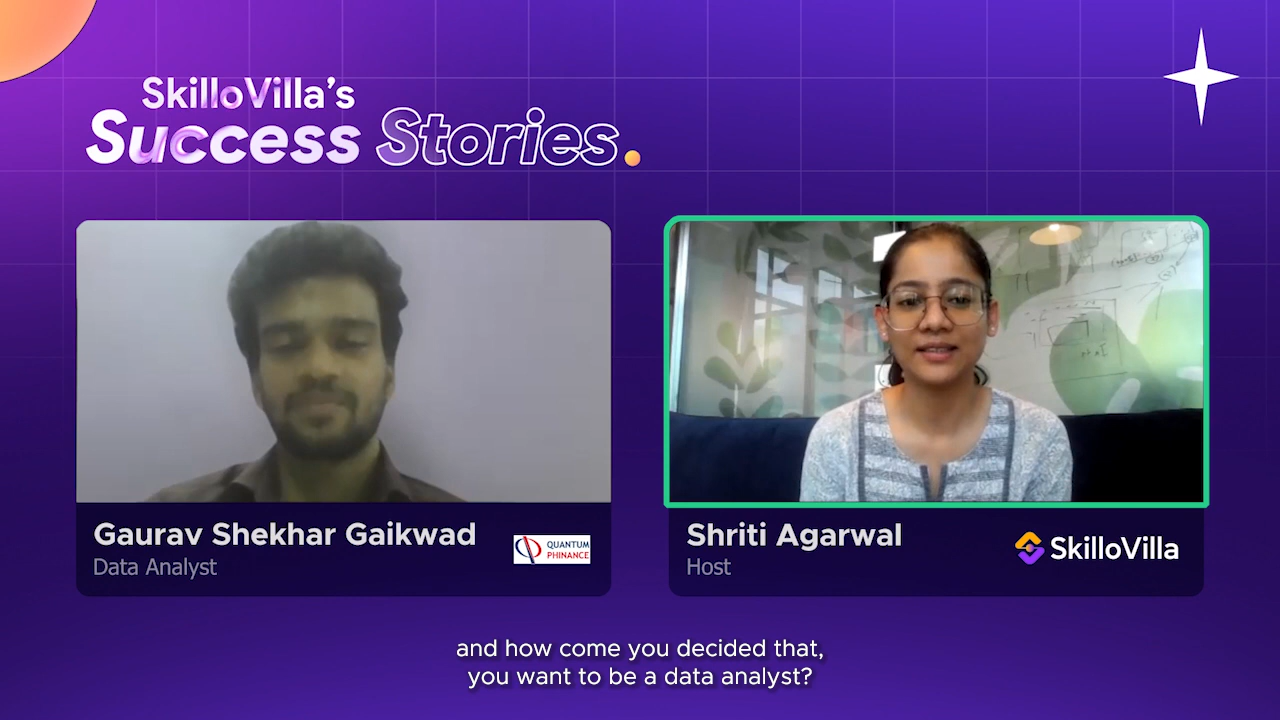 SkilloVilla's
Success Stories.
Gaurav Shekhar Gaikwad
Data Analyst
QUANTUM
PHINANCE
Shriti Agarwal
Host
SkilloVilla
and how come you decided that,
you want to be a data analyst?